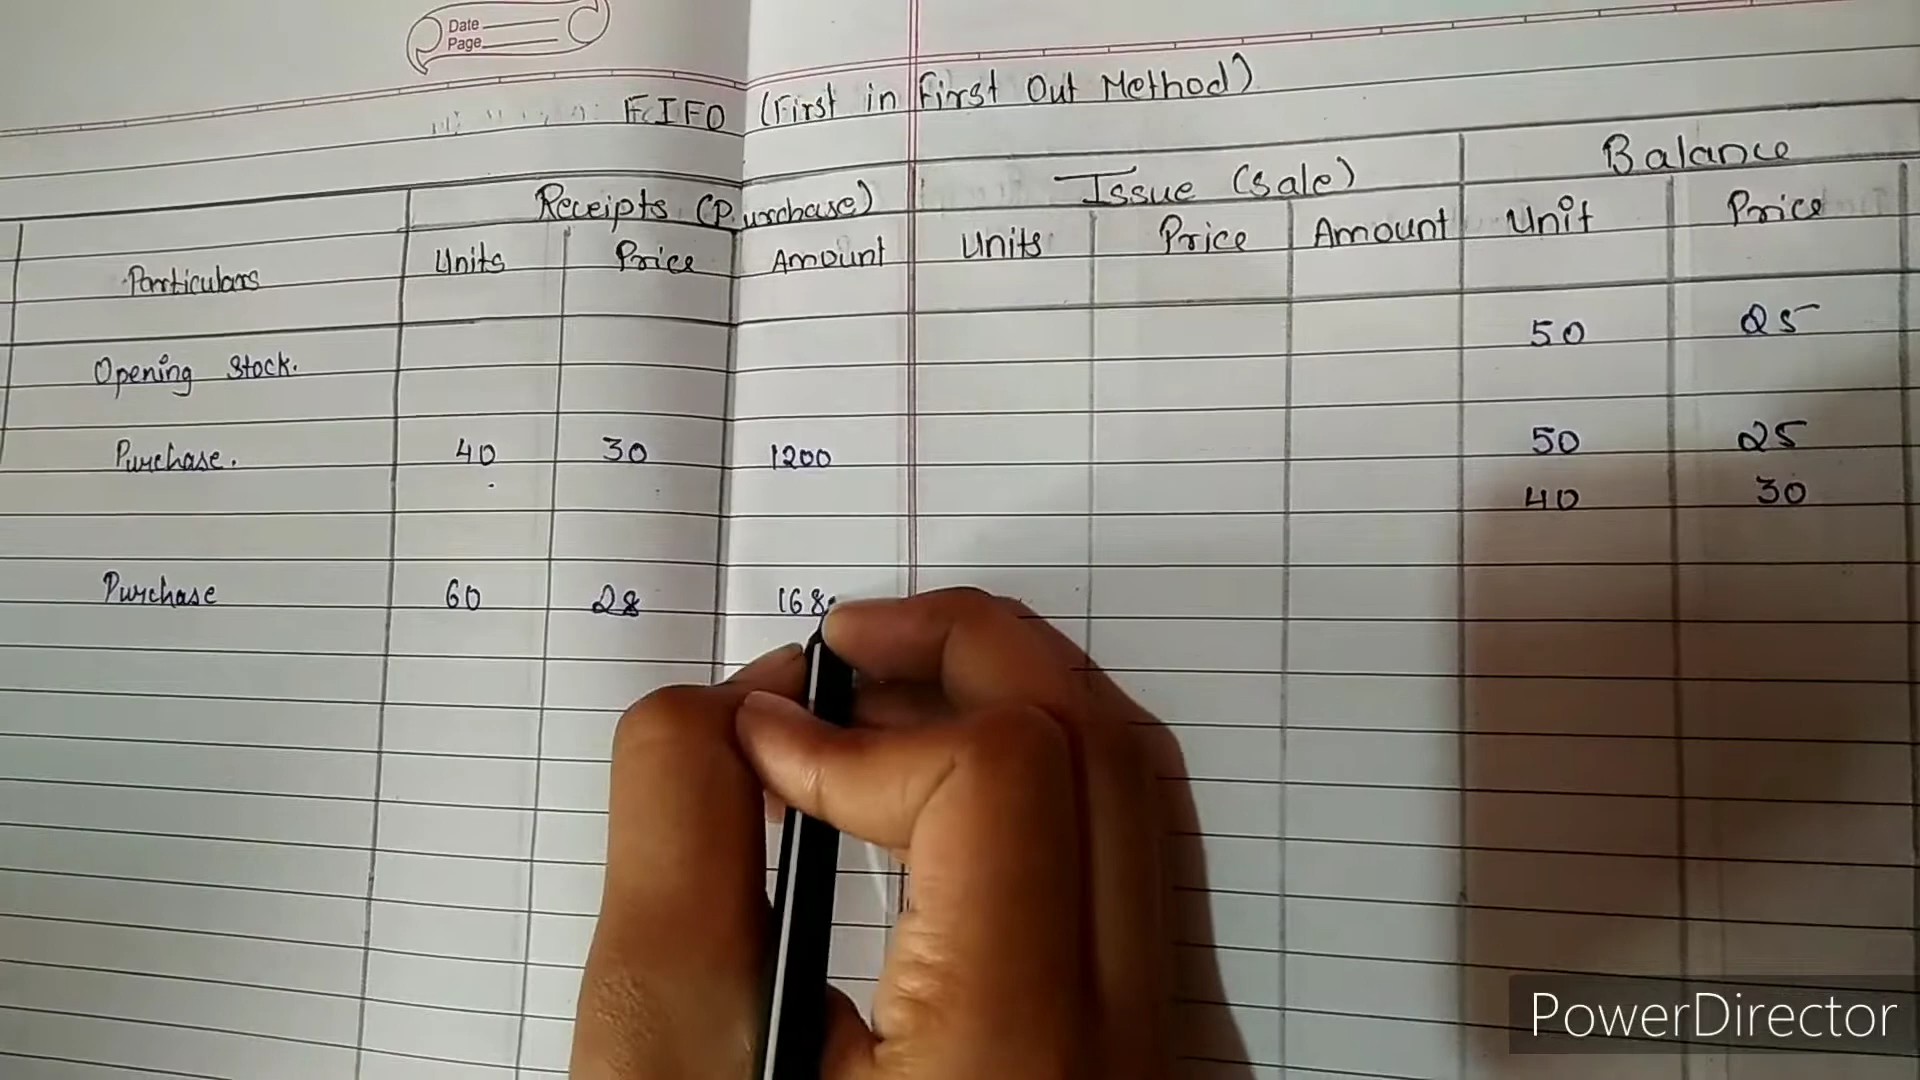 Date
Page
FIFO (First in First Out Method)
Receipts (Purchase) Issue (Sale) Balance
Particulars Units Price Amount Units Price Amount Unit Price
Opening Stock. 50 25
Purchase. 40 30 1200 50 25
40 30
Purchase 60 28 168
PowerDirector